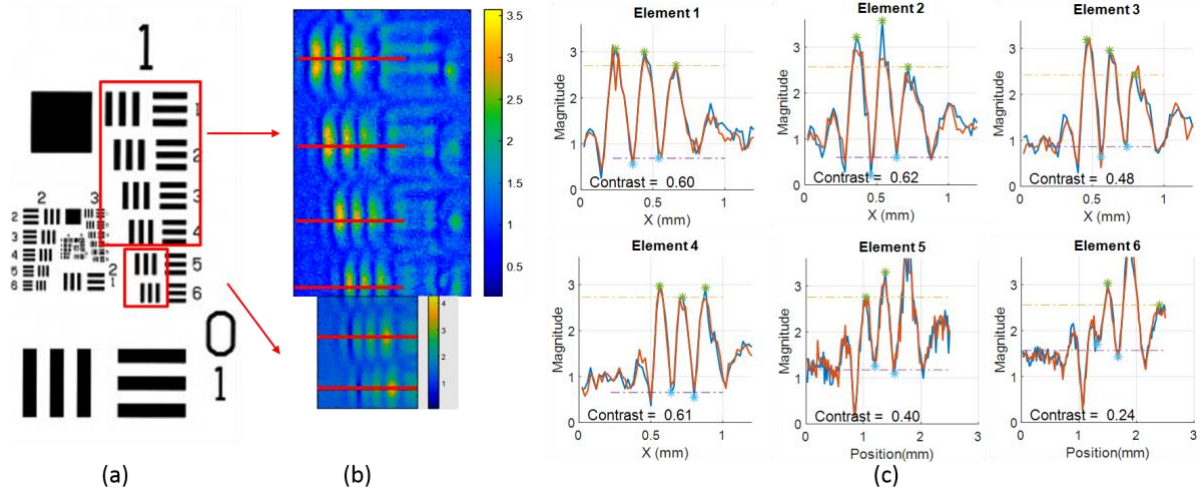 1
1
2
3
4
2 3
2
3
4
5
6
2
1
5
6
0
1
3.5
3
2.5
2
1.5
1
0.5
4
3
2
1
Element 1
Magnitude
3
2
1
0
Contrast = 0.60
0 0.5 1
X (mm)
Element 2
Magnitude
3
2
1
0
Contrast = 0.62
0 0.5 1
X (mm)
Element 3
Magnitude
3
2
1
0
Contrast = 0.48
0 0.5 1
X (mm)
Element 4
Magnitude
3
2
1
0
Contrast = 0.61
0 0.5 1
X (mm)
Element 5
Magnitude
3
2
1
0
Contrast = 0.40
0 1 2 3
Position(mm)
Element 6
Magnitude
3
2
1
0
Contrast = 0.24
0 1 2 3
Position(mm)
(a) (b) (c)